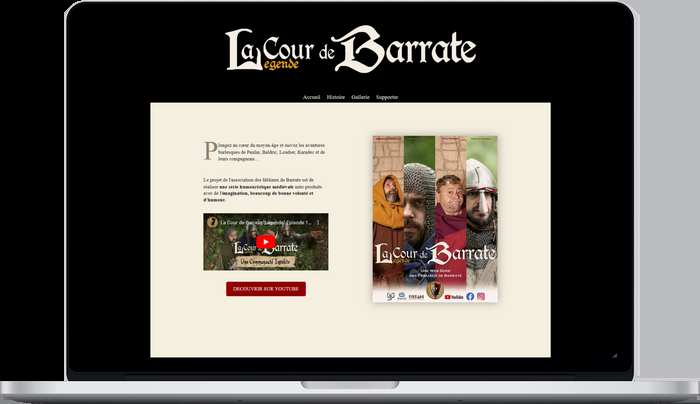 La Cour de Barrate
Legende
Accueil Histoire Gallerie Supporter
Plongez au cœur du moyen-âge et suivez les aventures
burlesques de Paulin, Baldric, Loudier, Karadec et de
leurs compagnons...
Le projet de l'association des fabliaux de Barrate est de
réaliser une série humouristique médiévale auto-produite
avec de l'imagination, beaucoup de bonne volonté et
d'humour.
La Cour de Barrate Legende: Episode 1...
La Cour de Barrate
Une Communauté Inédite
DECOUVRIR SUR YOUTUBE
La Cour de Barrate
Legende
UNE WEB SERIE
DES FABLIAUX DE BARRATE
YouTube